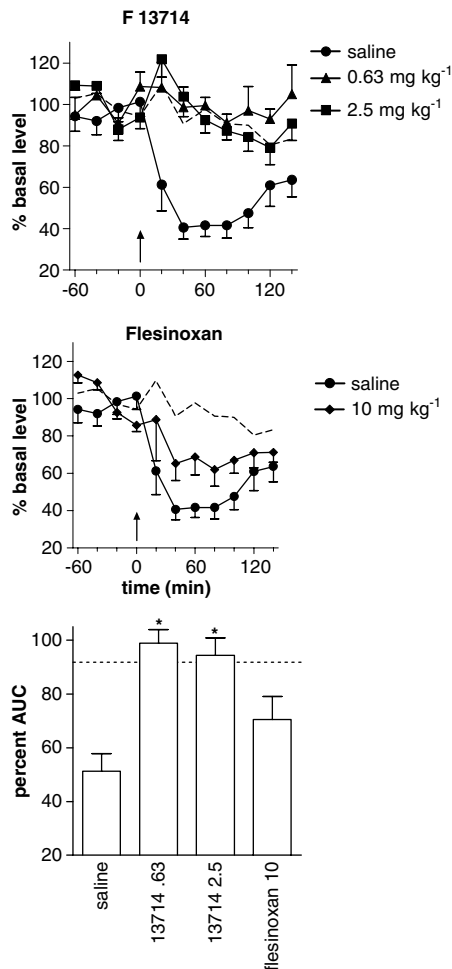 F 13714
% basal level
120
100
80
60
40
20
-60
0
60
120
saline
0.63 mg kg⁻¹
2.5 mg kg⁻¹
Flesinoxan
% basal level
120
100
80
60
40
20
-60
0
60
120
time (min)
saline
10 mg kg⁻¹
percent AUC
100
80
60
40
20
*
*
saline
13714 .63
13714 2.5
flesinoxan 10